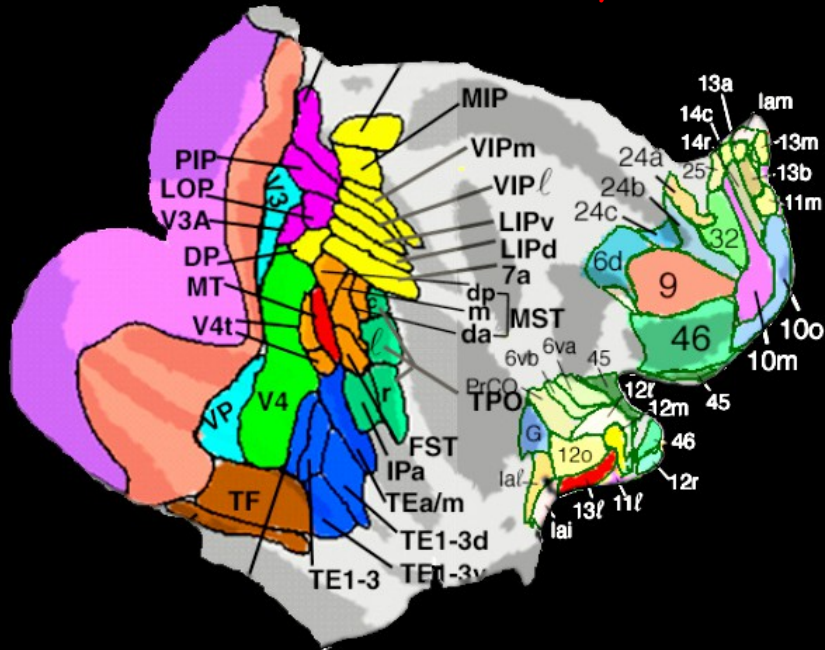 13a
lam
14c
MIP
14r
13m
VIPm
24a
25
13b
PIP
VIPℓ
24b
11m
LOP
V3
24c
V3A
LIPv
32
DP
LIPd
6d
7a
9
MT
dp
m
MST
V4t
da
46
10o
ℓ
6va
45
10m
6vb
PrCO
12ℓ
45
r
TPO
12m
VP
V4
G
46
FST
12o
IPa
Ial
12r
TF
TEa/m
13ℓ
11ℓ
Iai
TE1-3d
TE1-3
TE1-3v